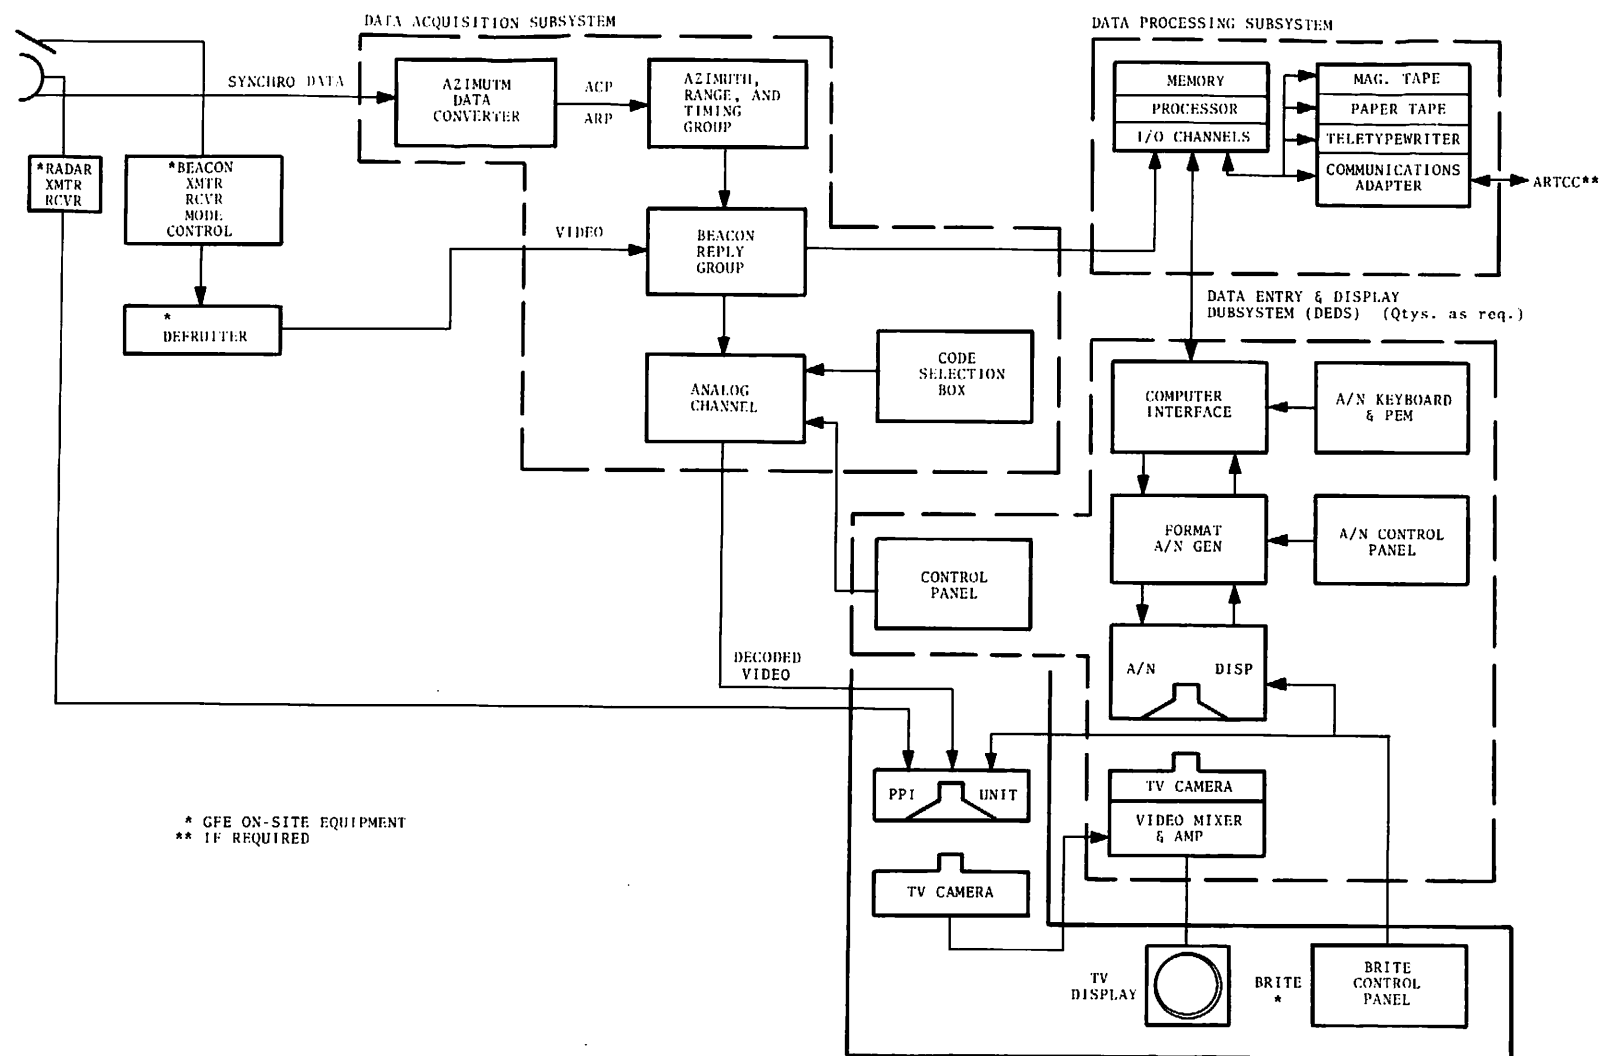 DATA ACQUISITION SUBSYSTEM
DATA PROCESSING SUBSYSTEM
SYNCHRO DATA
AZIMUTM
DATA
CONVERTER
ACP
ARP
AZIMUTH,
RANGE, AND
TIMING
GROUP
MEMORY
PROCESSOR
I/O CHANNELS
MAG. TAPE
PAPER TAPE
TELETYPEWRITER
COMMUNICATIONS
ADAPTER
ARTCC**
*RADAR
XMTR
RCVR
*BEACON
XMTR
RCVR
MODE
CONTROL
VIDEO
BEACON
REPLY
GROUP
*
DEFRUITER
DATA ENTRY & DISPLAY
DUBSYSTEM (DEDS) (Qtys. as req.)
ANALOG
CHANNEL
CODE
SELECTION
BOX
COMPUTER
INTERFACE
A/N KEYBOARD
& PEM
FORMAT
A/N GEN
A/N CONTROL
PANEL
CONTROL
PANEL
DECODED
VIDEO
A/N DISP
PPI UNIT
TV CAMERA
VIDEO MIXER
& AMP
* GFE ON-SITE EQUIPMENT
** IF REQUIRED
TV CAMERA
TV
DISPLAY
BRITE
*
BRITE
CONTROL
PANEL